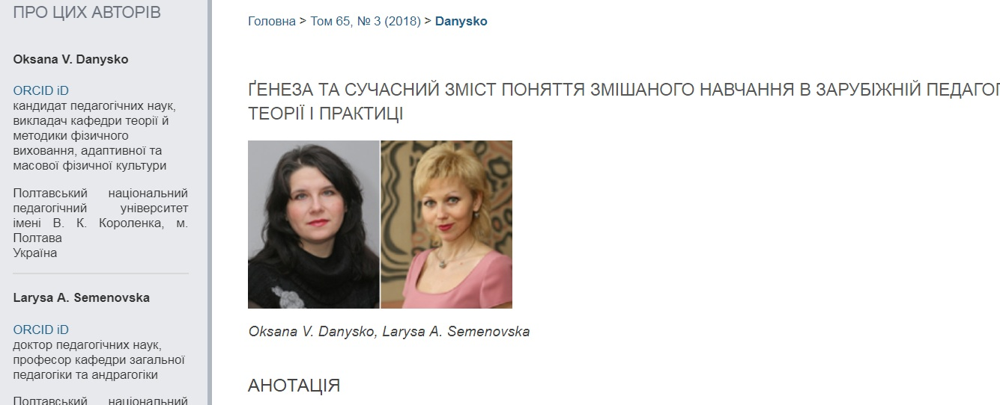 ПРО ЦИХ АВТОРІВ
Oksana V. Danysko
ORCID iD
кандидат педагогічних наук,
викладач кафедри теорії й
методики фізичного
виховання, адаптивної та
масової фізичної культури
Полтавський національний
педагогічний університет
імені В. К. Короленка, м.
Полтава
Україна
Larysa A. Semenovska
ORCID iD
доктор педагогічних наук,
професор кафедри загальної
педагогіки та андрагогіки
Полтавський національний
Головна > Том 65, № 3 (2018) > Danysko
ҐЕНЕЗА ТА СУЧАСНИЙ ЗМІСТ ПОНЯТТЯ ЗМІШАНОГО НАВЧАННЯ В ЗАРУБІЖНІЙ
ТЕОРІЇ І ПРАКТИЦІ
Oksana V. Danysko, Larysa A. Semenovska
АНОТАЦІЯ